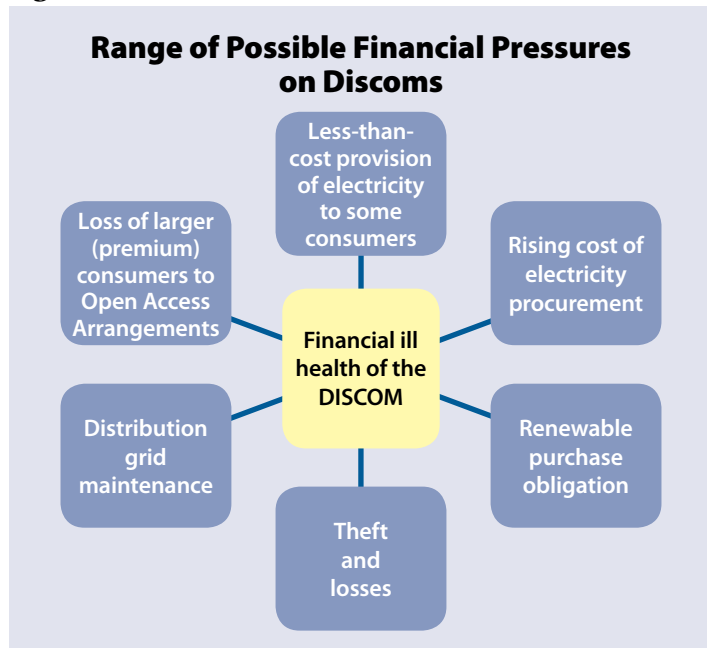 Range of Possible Financial Pressures
on Discoms
Less-than-
cost provision
of electricity
to some
consumers
Loss of larger
(premium)
consumers to
Open Access
Arrangements
Rising cost of
electricity
procurement
Financial ill
health of the
DISCOM
Distribution
grid
maintenance
Renewable
purchase
obligation
Theft
and
losses